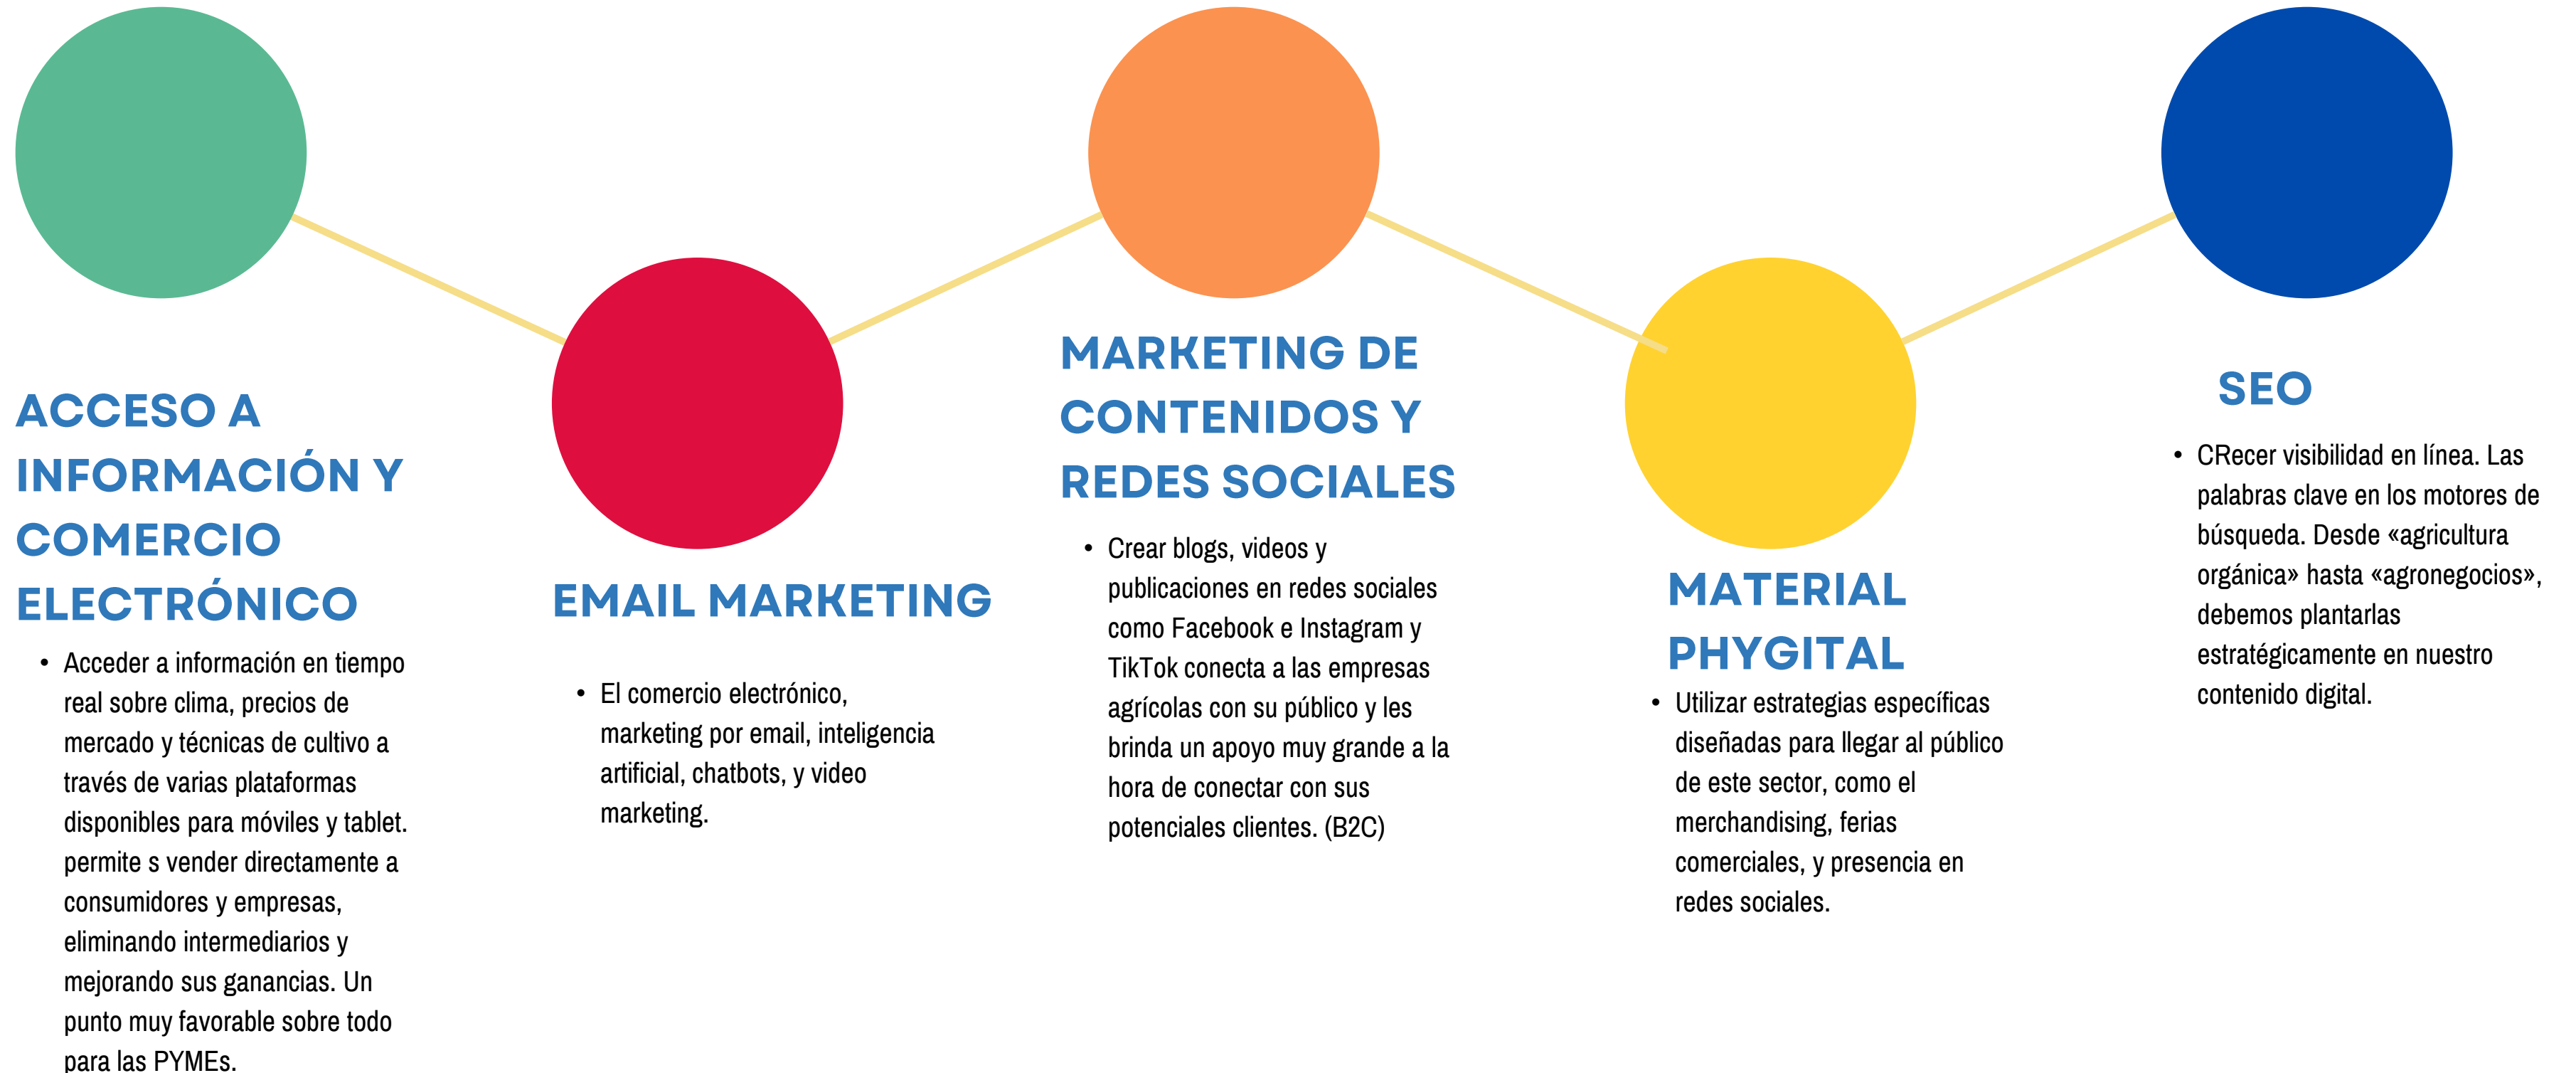 ACCESO A
INFORMACIÓN Y
COMERCIO
ELECTRÓNICO
• Acceder a información en tiempo
real sobre clima, precios de
mercado y técnicas de cultivo a
través de varias plataformas
disponibles para móviles y tablet.
permite s vender directamente a
consumidores y empresas,
eliminando intermediarios y
mejorando sus ganancias. Un
punto muy favorable sobre todo
para las PYMEs.
EMAIL MARKETING
• El comercio electrónico,
marketing por email, inteligencia
artificial, chatbots, y video
marketing.
MARKETING DE
CONTENIDOS Y
REDES SOCIALES
• Crear blogs, videos y
publicaciones en redes sociales
como Facebook e Instagram y
TikTok conecta a las empresas
agrícolas con su público y les
brinda un apoyo muy grande a la
hora de conectar con sus
potenciales clientes. (B2C)
MATERIAL
PHYGITAL
• Utilizar estrategias específicas
diseñadas para llegar al público
de este sector, como el
merchandising, ferias
comerciales, y presencia en
redes sociales.
SEO
• CRecer visibilidad en línea. Las
palabras clave en los motores de
búsqueda. Desde «agricultura
orgánica» hasta «agronegocios»,
debemos plantarlas
estratégicamente en nuestro
contenido digital.